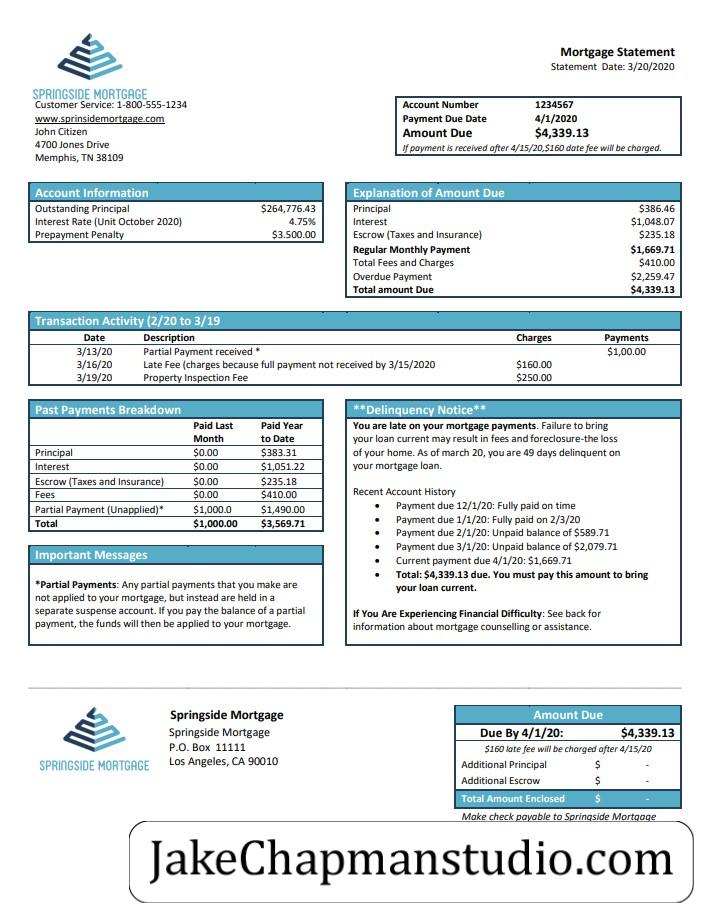 SPRINGSIDE MORTGAGE
Customer Service: 1-800-555-1234
www.sprinsidemortgage.com
John Citizen
4700 Jones Drive
Memphis, TN 38109
Mortgage Statement
Statement Date: 3/20/2020
Account Number 1234567
Payment Due Date 4/1/2020
Amount Due $4,339.13
If payment is received after 4/15/20,$160 date fee will be charged.
Account Information
Outstanding Principal $264,776.43
Interest Rate (Unit October 2020) 4.75%
Prepayment Penalty $3.500.00
Explanation of Amount Due
Principal $386.46
Interest $1,048.07
Escrow (Taxes and Insurance) $235.18
Regular Monthly Payment $1,669.71
Total Fees and Charges $410.00
Overdue Payment $2,259.47
Total amount Due $4,339.13
Transaction Activity (2/20 to 3/19
Date Description Charges Payments
3/13/20 Partial Payment received * $1,00.00
3/16/20 Late Fee (charges because full payment not received by 3/15/2020 $160.00
3/19/20 Property Inspection Fee $250.00
Past Payments Breakdown
Paid Last Month Paid Year to Date
Principal $0.00 $383.31
Interest $0.00 $1,051.22
Escrow (Taxes and Insurance) $0.00 $235.18
Fees $0.00 $410.00
Partial Payment (Unapplied)* $1,000.0 $1,490.00
Total $1,000.00 $3,569.71
Important Messages
*Partial Payments: Any partial payments that you make are
not applied to your mortgage, but instead are held in a
separate suspense account. If you pay the balance of a partial
payment, the funds will then be applied to your mortgage.
**Delinquency Notice**
You are late on your mortgage payments. Failure to bring
your loan current may result in fees and foreclosure-the loss
of your home. As of march 20, you are 49 days delinquent on
your mortgage loan.
Recent Account History
• Payment due 12/1/20: Fully paid on time
• Payment due 1/1/20: Fully paid on 2/3/20
• Payment due 2/1/20: Unpaid balance of $589.71
• Payment due 3/1/20: Unpaid balance of $2,079.71
• Current payment due 4/1/20: $1,669.71
• Total: $4,339.13 due. You must pay this amount to bring
your loan current.
If You Are Experiencing Financial Difficulty: See back for
information about mortgage counselling or assistance.
SPRINGSIDE MORTGAGE
Springside Mortgage
Springside Mortgage
P.O. Box 11111
Los Angeles, CA 90010
Amount Due
Due By 4/1/20: $4,339.13
$160 late fee will be charged after 4/15/20
Additional Principal $ -
Additional Escrow $ -
Total Amount Enclosed $ -
Make check payable to Springside Mortgage
JakeChapmanstudio.com